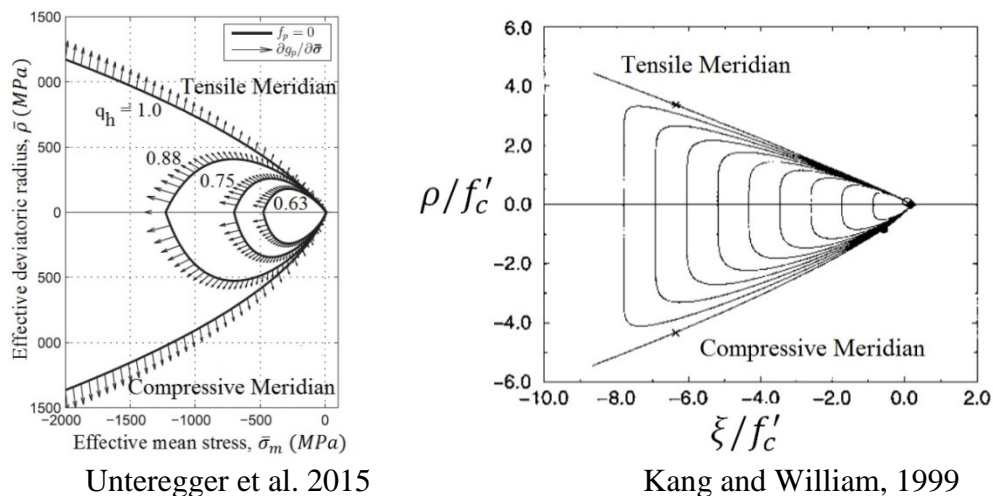 1500
f_p = 0
∂g_p/∂σ̄
000
Tensile Meridian
q_h = 1.0
500
0.88
0.75
0.63
0
500
000
Compressive Meridian
1500
−2000 −1500 −1000 −500 0
Effective deviatoric radius, ρ̄ (MPa)
Effective mean stress, σ̄_m (MPa)
Unteregger et al. 2015
6.0
Tensile Meridian
4.0
2.0
ρ/f′_c
0.0
-2.0
-4.0
Compressive Meridian
-6.0
-10.0 -8.0 -6.0 -4.0 -2.0 0.0 2.0
ξ/f′_c
Kang and William, 1999